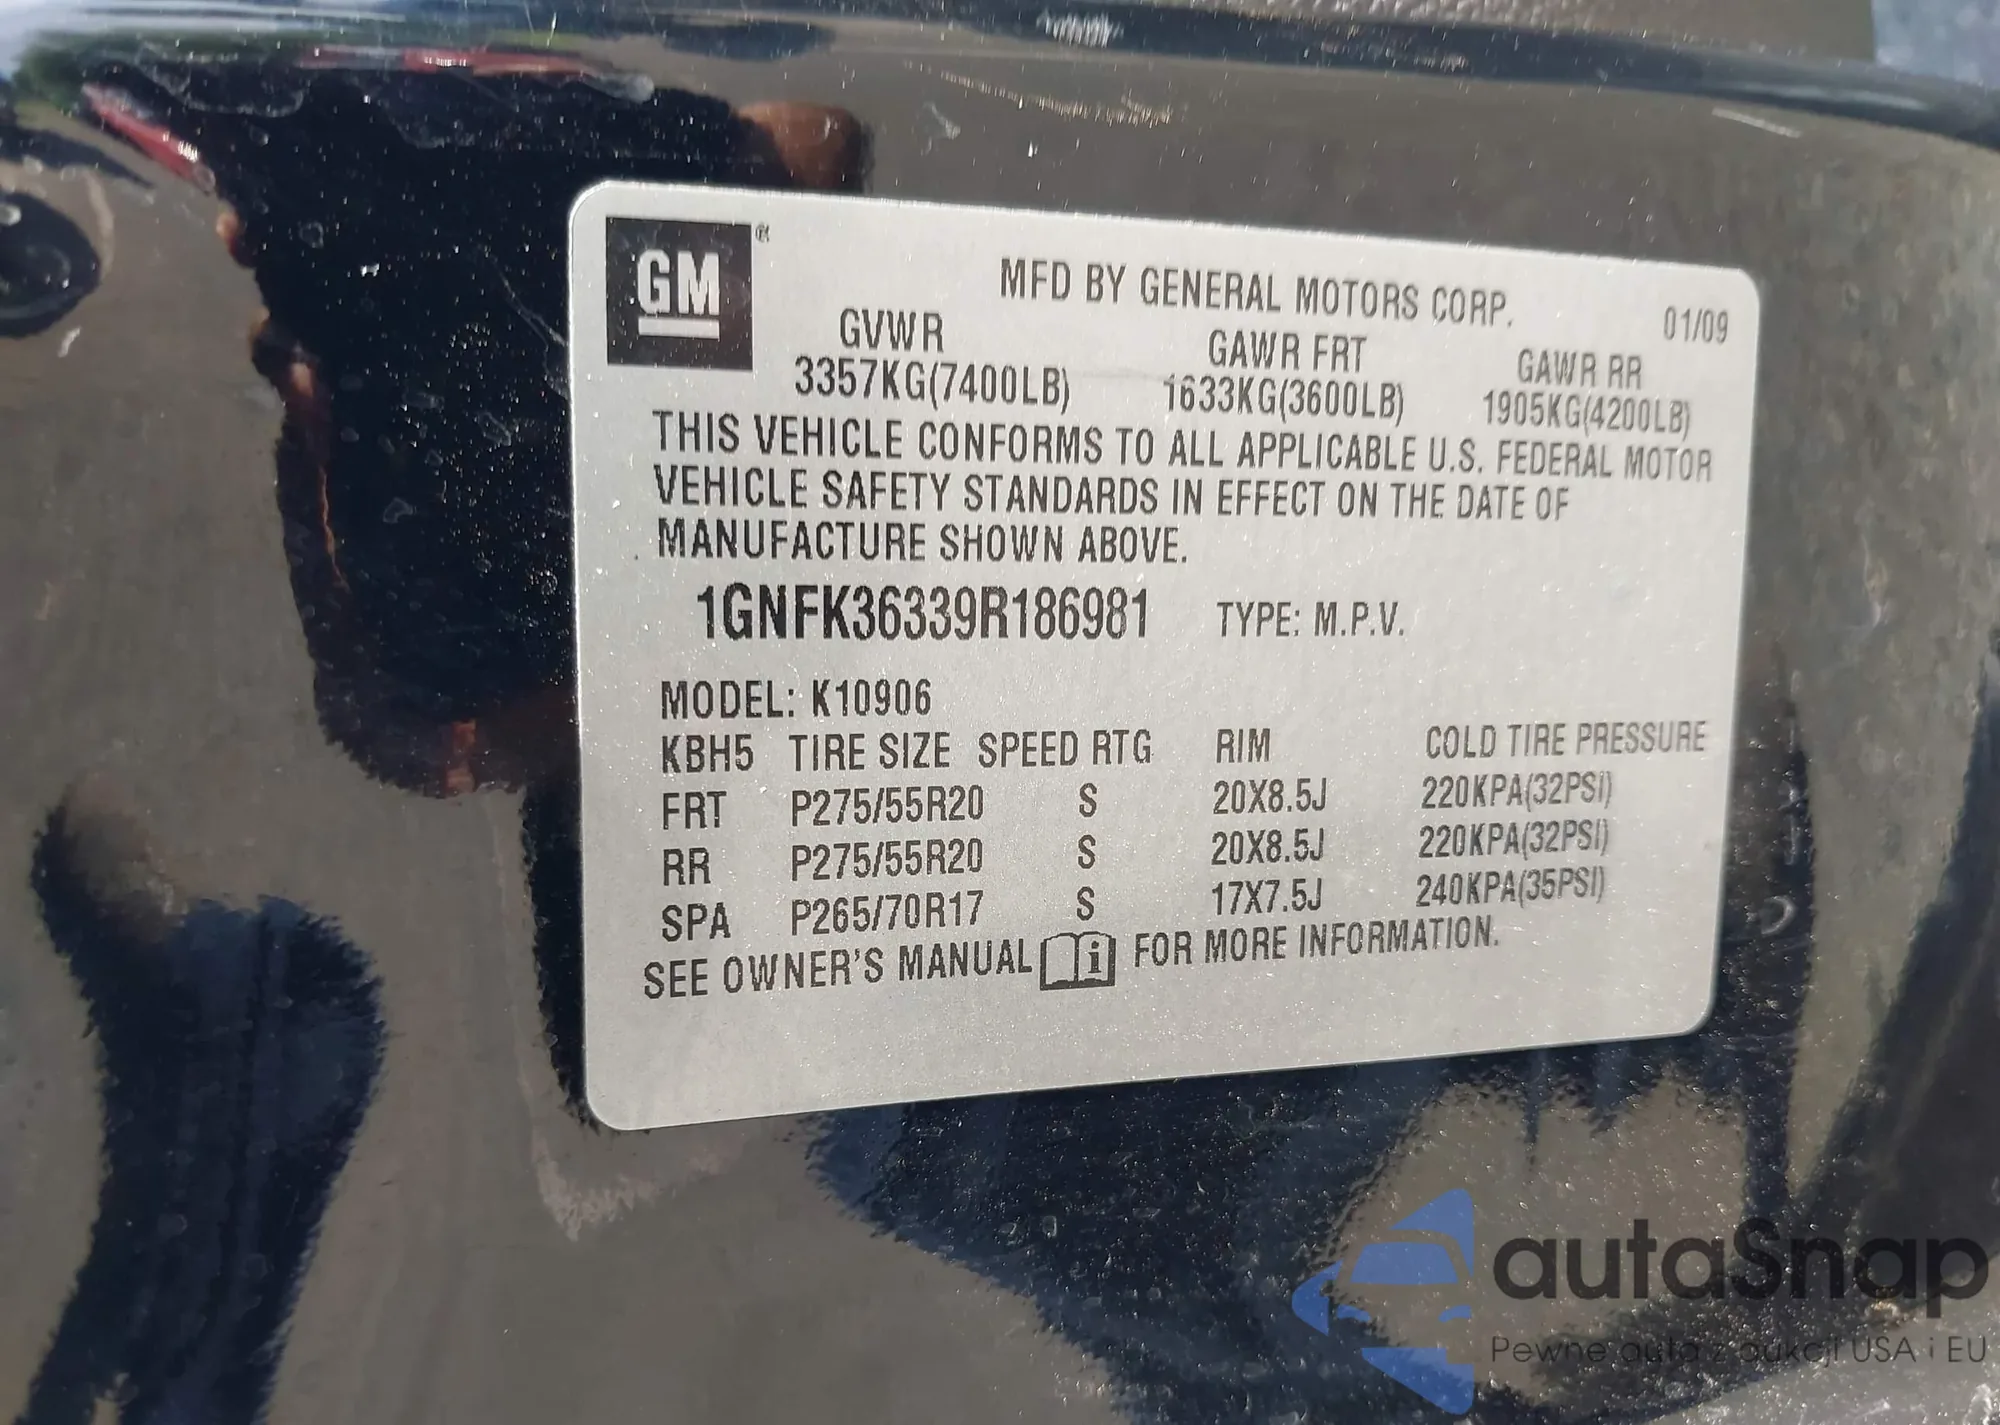 GM®
MFD BY GENERAL MOTORS CORP. 01/09
GVWR GAWR FRT GAWR RR
3357KG(7400LB) 1633KG(3600LB) 1905KG(4200LB)
THIS VEHICLE CONFORMS TO ALL APPLICABLE U.S. FEDERAL MOTOR
VEHICLE SAFETY STANDARDS IN EFFECT ON THE DATE OF
MANUFACTURE SHOWN ABOVE.
1GNFK36339R186981 TYPE: M.P.V.
MODEL: K10906
KBH5 TIRE SIZE SPEED RTG RIM COLD TIRE PRESSURE
FRT P275/55R20 S 20X8.5J 220KPA(32PSI)
RR P275/55R20 S 20X8.5J 220KPA(32PSI)
SPA P265/70R17 S 17X7.5J 240KPA(35PSI)
SEE OWNER'S MANUAL i FOR MORE INFORMATION.
autaSnap
Pewne auta z aukcji USA i EU